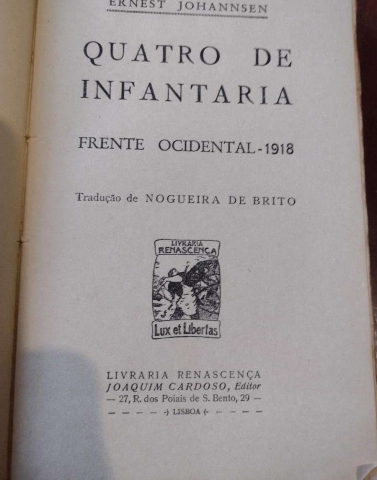 ERNEST JOHANNSEN
QUATRO DE
INFANTARIA
FRENTE OCIDENTAL-1918
Tradução de NOGUEIRA DE BRITO
LIVRARIA
RENASCENÇA
Lux et Libertas
LIVRARIA RENASCENÇA
JOAQUIM CARDOSO, Editor
— 27, R. dos Poiais de S. Bento, 29 —
— — — — -) LISBOA (- — — — —